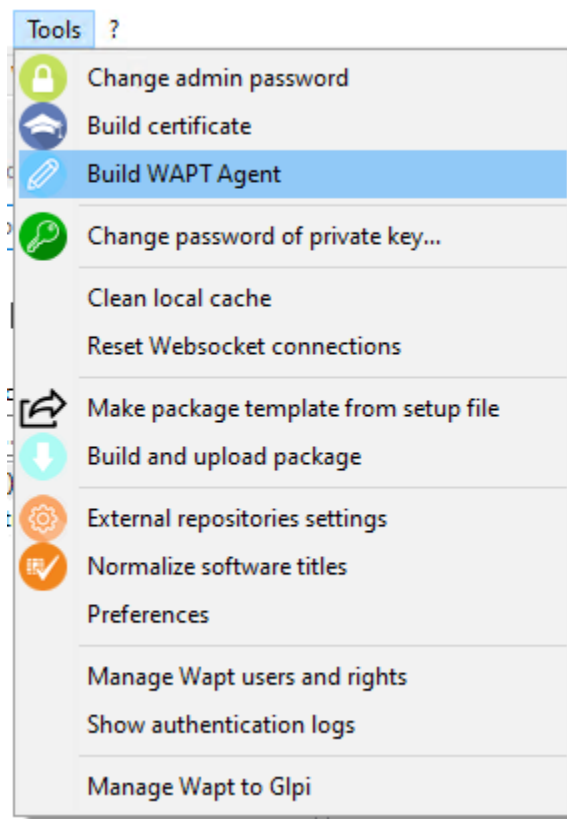 Tools ?
Change admin password
Build certificate
Build WAPT Agent
Change password of private key...
Clean local cache
Reset Websocket connections
Make package template from setup file
Build and upload package
External repositories settings
Normalize software titles
Preferences
Manage Wapt users and rights
Show authentication logs
Manage Wapt to Glpi